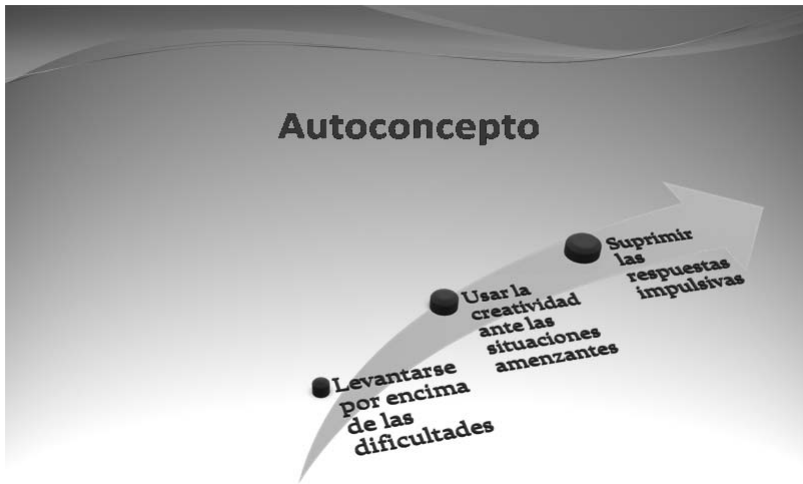 Autoconcepto
Levantarse
por encima
de las
dificultades
Usar la
creatividad
ante las
situaciones
amenzantes
Suprimir
las
respuestas
impulsivas